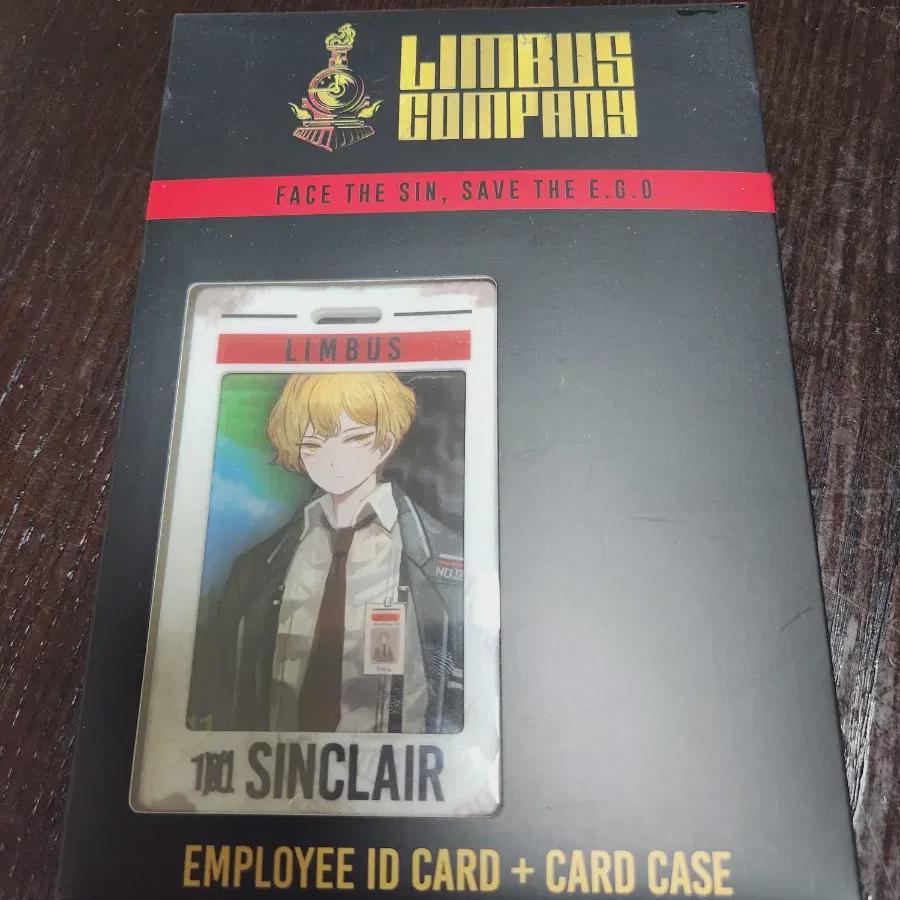 LIMBUS
COMPANY
FACE THE SIN, SAVE THE E.G.O
LIMBUS
SINCLAIR
EMPLOYEE ID CARD + CARD CASE